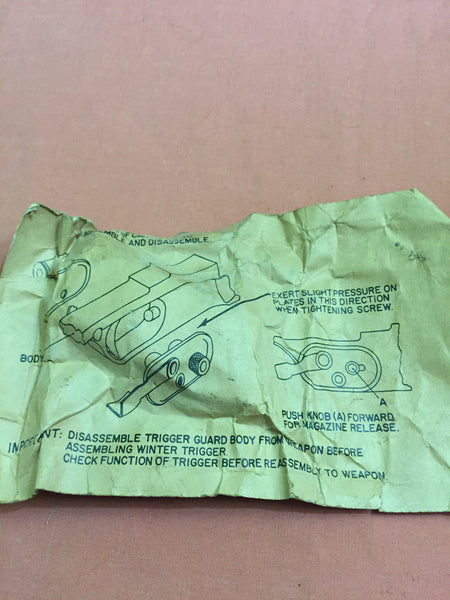 AND DISASSEMBLE
EXERT SLIGHT PRESSURE ON
PLATES IN THIS DIRECTION
WHEN TIGHTENING SCREW.
BODY
A
PUSH KNOB (A) FORWARD
FOR MAGAZINE RELEASE.
IMPORTANT: DISASSEMBLE TRIGGER GUARD BODY FROM WEAPON BEFORE
ASSEMBLING WINTER TRIGGER.
CHECK FUNCTION OF TRIGGER BEFORE REASSEMBLY TO WEAPON.